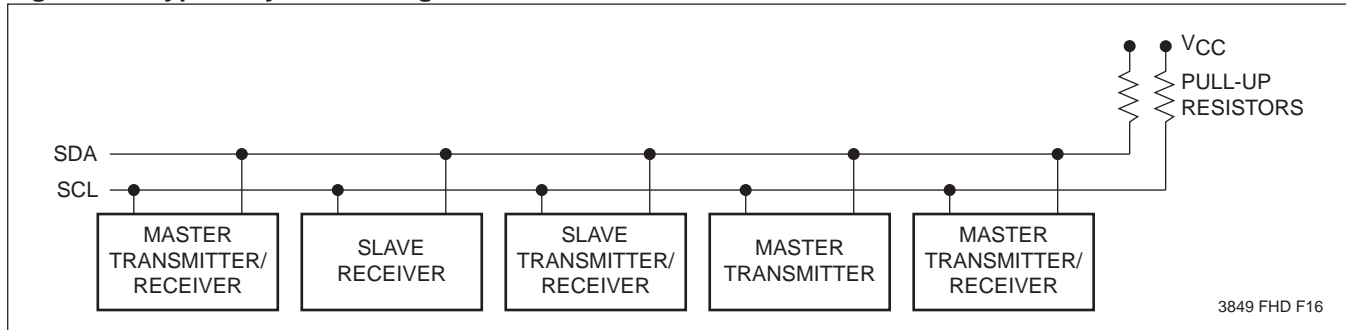 VCC
PULL-UP
RESISTORS
SDA
SCL
MASTER
TRANSMITTER/
RECEIVER
SLAVE
RECEIVER
SLAVE
TRANSMITTER/
RECEIVER
MASTER
TRANSMITTER
MASTER
TRANSMITTER/
RECEIVER
3849 FHD F16